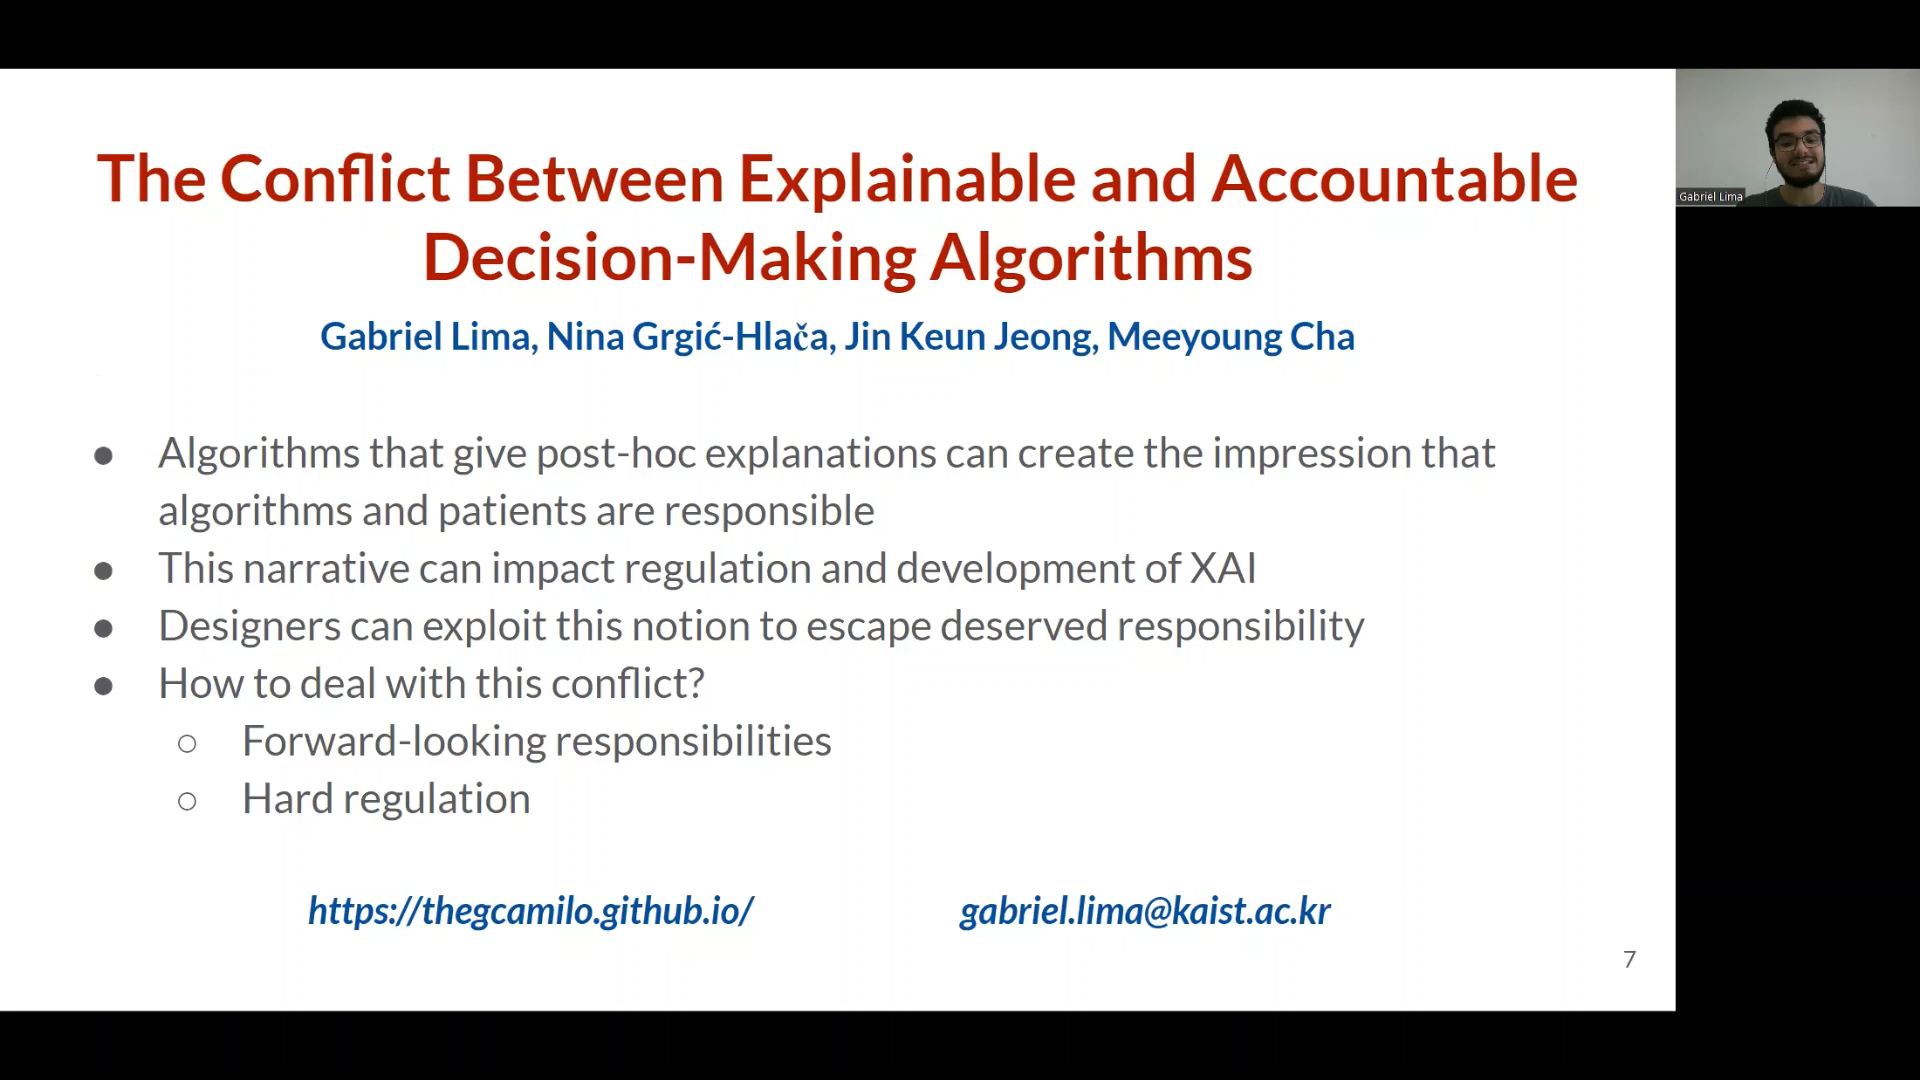 The Conflict Between Explainable and Accountable
Decision-Making Algorithms
Gabriel Lima, Nina Grgić-Hlača, Jin Keun Jeong, Meeyoung Cha
● Algorithms that give post-hoc explanations can create the impression that
algorithms and patients are responsible
● This narrative can impact regulation and development of XAI
● Designers can exploit this notion to escape deserved responsibility
● How to deal with this conflict?
○ Forward-looking responsibilities
○ Hard regulation
https://thegcamilo.github.io/ gabriel.lima@kaist.ac.kr
7
Gabriel Lima